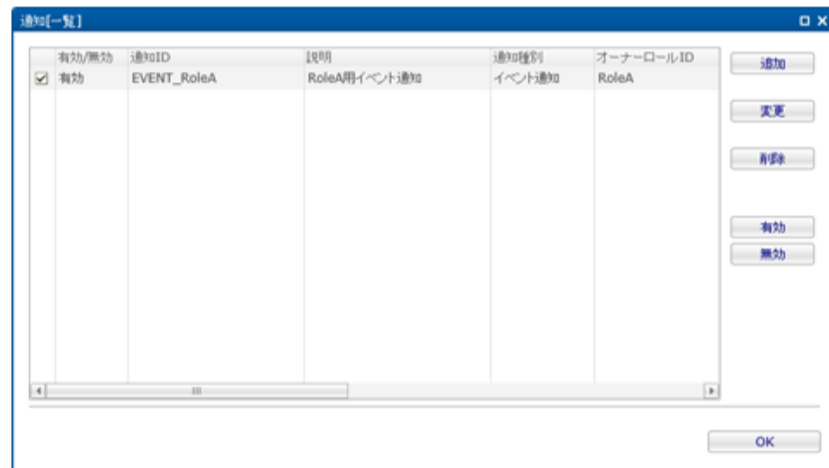 通知[一覧]
有効/無効 通知ID 説明 通知種別 オーナーロールID
有効 EVENT_RoleA RoleA用イベント通知 イベント通知 RoleA
追加
変更
削除
有効
無効
OK